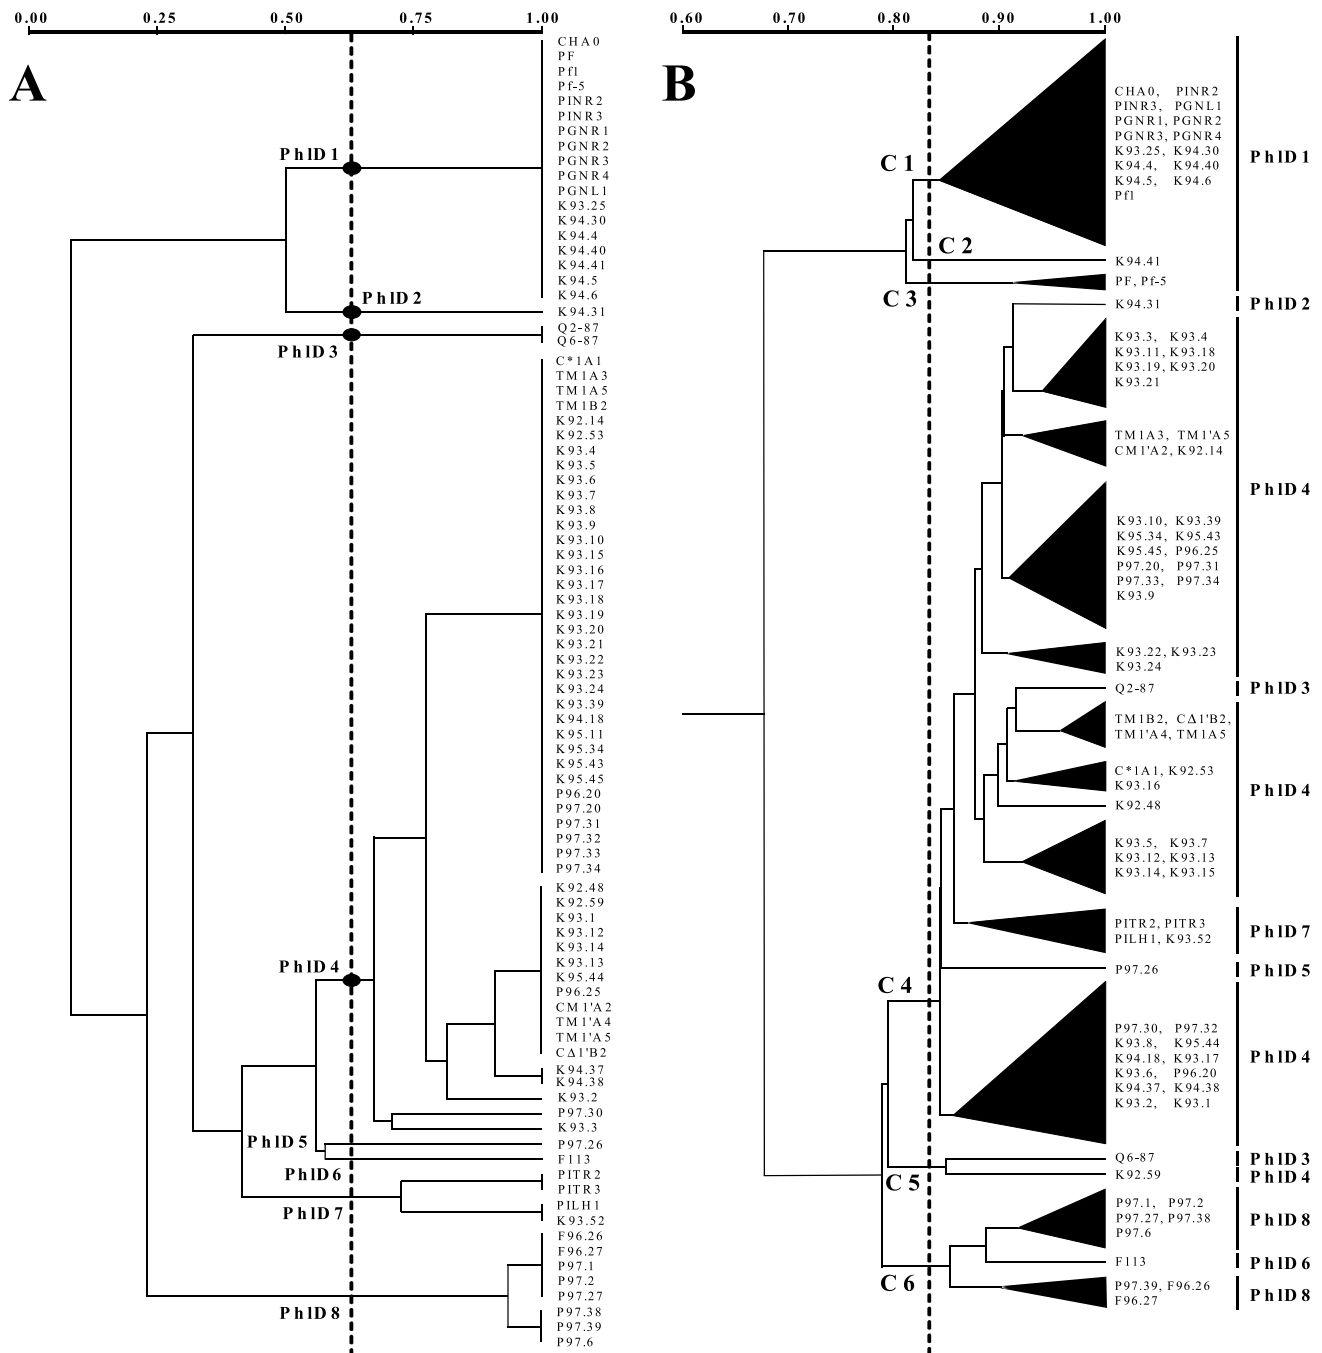 0.00 0.25 0.50 0.75 1.00
A
PhlD1
PhlD2
PhlD3
PhlD4
PhlD5
PhlD6
PhlD7
PhlD8
CHA0
PF
Pf1
Pf-5
PINR2
PINR3
PGNR1
PGNR2
PGNR3
PGNR4
PGNL1
K93.25
K94.30
K94.4
K94.40
K94.41
K94.5
K94.6
K94.31
Q2-87
Q6-87
C*1A1
TM1A3
TM1A5
TM1B2
K92.14
K92.53
K93.4
K93.5
K93.6
K93.7
K93.8
K93.9
K93.10
K93.15
K93.16
K93.17
K93.18
K93.19
K93.20
K93.21
K93.22
K93.23
K93.24
K93.39
K94.18
K95.11
K95.34
K95.43
K95.45
P96.20
P97.20
P97.31
P97.32
P97.33
P97.34
K92.48
K92.59
K93.1
K93.12
K93.14
K93.13
K95.44
P96.25
CM1'A2
TM1'A4
TM1'A5
CΔ1'B2
K94.37
K94.38
K93.2
P97.30
K93.3
P97.26
F113
PITR2
PITR3
PILH1
K93.52
F96.26
F96.27
P97.1
P97.2
P97.27
P97.38
P97.39
P97.6
0.60 0.70 0.80 0.90 1.00
B
C1
C2
C3
C4
C5
C6
CHA0, PINR2
PINR3, PGNL1
PGNR1, PGNR2
PGNR3, PGNR4
K93.25, K94.30
K94.4, K94.40
K94.5, K94.6
Pf1
K94.41
PF, Pf-5
K94.31
K93.3, K93.4
K93.11, K93.18
K93.19, K93.20
K93.21
TM1A3, TM1'A5
CM1'A2, K92.14
K93.10, K93.39
K95.34, K95.43
K95.45, P96.25
P97.20, P97.31
P97.33, P97.34
K93.9
K93.22, K93.23
K93.24
Q2-87
TM1B2, CΔ1'B2,
TM1'A4, TM1A5
C*1A1, K92.53
K93.16
K92.48
K93.5, K93.7
K93.12, K93.13
K93.14, K93.15
PITR2, PITR3
PILH1, K93.52
P97.26
P97.30, P97.32
K93.8, K95.44
K94.18, K93.17
K93.6, P96.20
K94.37, K94.38
K93.2, K93.1
Q6-87
K92.59
P97.1, P97.2
P97.27, P97.38
P97.6
F113
P97.39, F96.26
F96.27
PhlD1
PhlD2
PhlD4
PhlD3
PhlD4
PhlD7
PhlD5
PhlD4
PhlD3
PhlD4
PhlD8
PhlD6
PhlD8